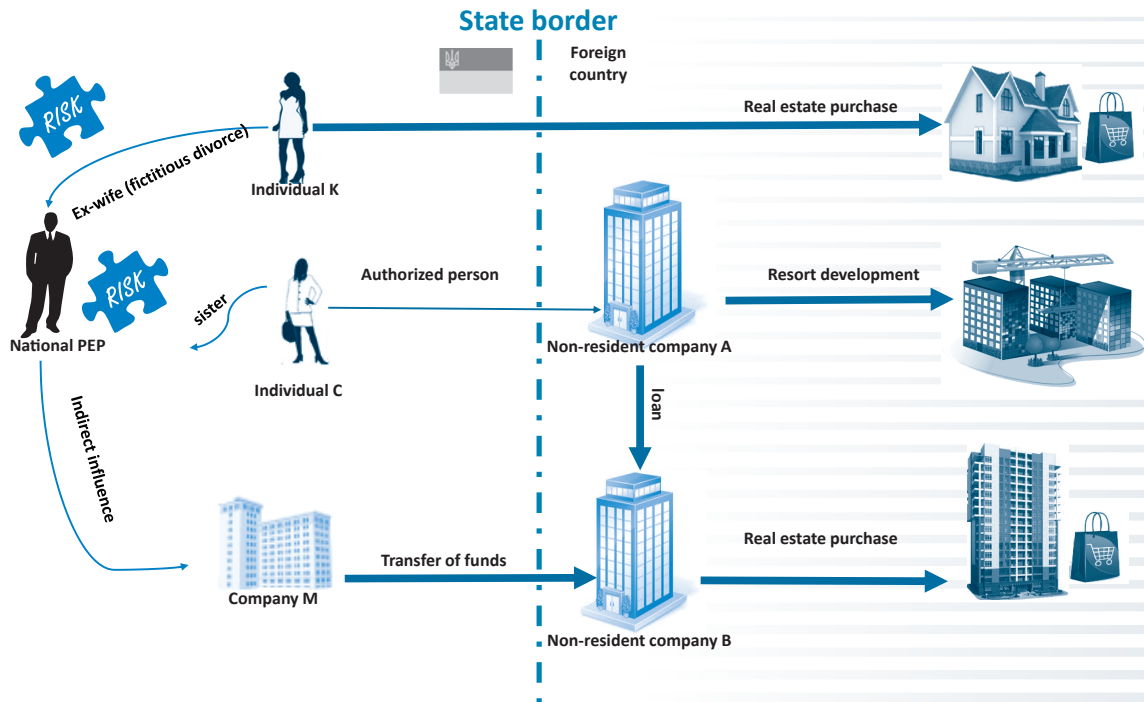 State border
Foreign
country
RISK
Real estate purchase
Ex-wife (fictitious divorce)
Individual K
RISK
Authorized person
Resort development
sister
National PEP
Non-resident company A
Individual C
loan
Indirect influence
Real estate purchase
Transfer of funds
Company M
Non-resident company B